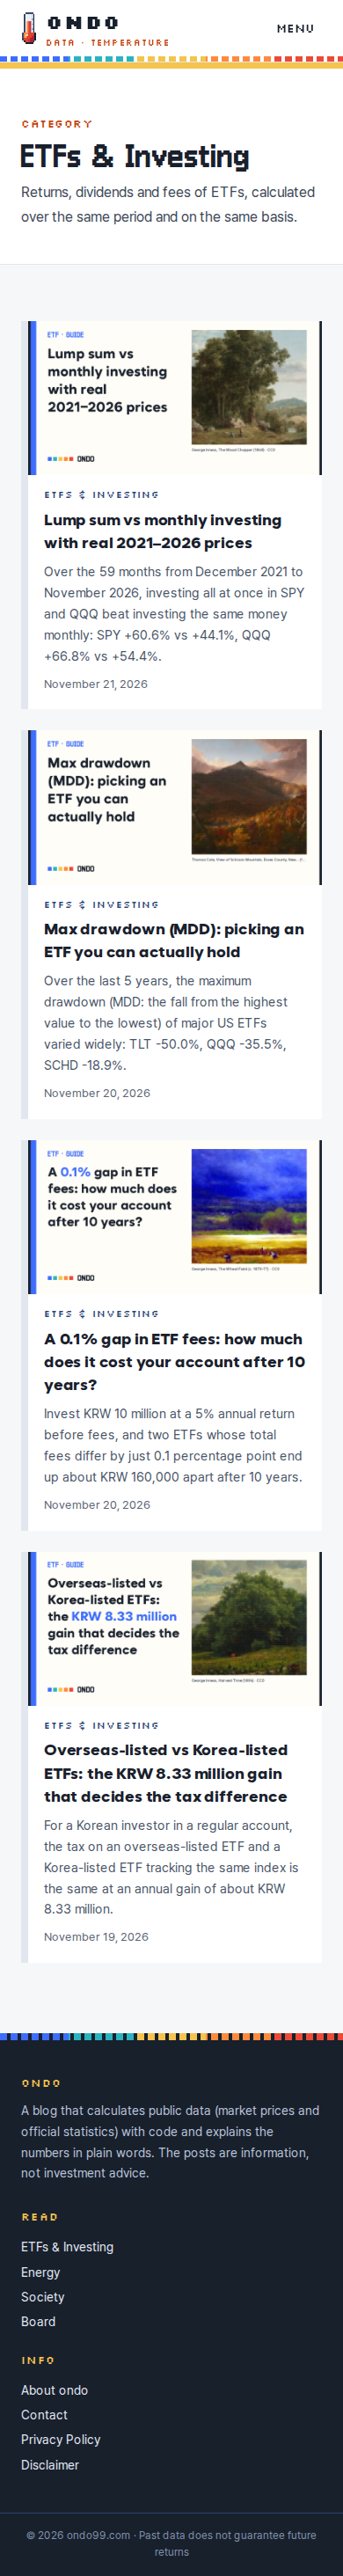 ONDO
DATA · TEMPERATURE
MENU
CATEGORY
ETFs & Investing
Returns, dividends and fees of ETFs, calculated
over the same period and on the same basis.
ETF · GUIDE
Lump sum vs
monthly investing
with real
2021–2026 prices
ONDO
ETFS & INVESTING
Lump sum vs monthly investing
with real 2021–2026 prices
Over the 59 months from December 2021 to
November 2026, investing all at once in SPY
and QQQ beat investing the same money
monthly: SPY +60.6% vs +44.1%, QQQ
+66.8% vs +54.4%.
November 21, 2026
ETF · GUIDE
Max drawdown
(MDD): picking an
ETF you can
actually hold
ONDO
ETFS & INVESTING
Max drawdown (MDD): picking an
ETF you can actually hold
Over the last 5 years, the maximum
drawdown (MDD: the fall from the highest
value to the lowest) of major US ETFs
varied widely: TLT -50.0%, QQQ -35.5%,
SCHD -18.9%.
November 20, 2026
ETF · GUIDE
A 0.1% gap in ETF
fees: how much does
it cost your account
after 10 years?
ONDO
ETFS & INVESTING
A 0.1% gap in ETF fees: how much
does it cost your account after 10
years?
Invest KRW 10 million at a 5% annual return
before fees, and two ETFs whose total
fees differ by just 0.1 percentage point end
up about KRW 160,000 apart after 10 years.
November 20, 2026
ETF · GUIDE
Overseas-listed vs
Korea-listed ETFs:
the KRW 8.33 million
gain that decides the
tax difference
ONDO
ETFS & INVESTING
Overseas-listed vs Korea-listed
ETFs: the KRW 8.33 million gain
that decides the tax difference
For a Korean investor in a regular account,
the tax on an overseas-listed ETF and a
Korea-listed ETF tracking the same index is
the same at an annual gain of about KRW
8.33 million.
November 19, 2026
ONDO
A blog that calculates public data (market prices and
official statistics) with code and explains the
numbers in plain words. The posts are information,
not investment advice.
READ
ETFs & Investing
Energy
Society
Board
INFO
About ondo
Contact
Privacy Policy
Disclaimer
© 2026 ondo99.com · Past data does not guarantee future
returns